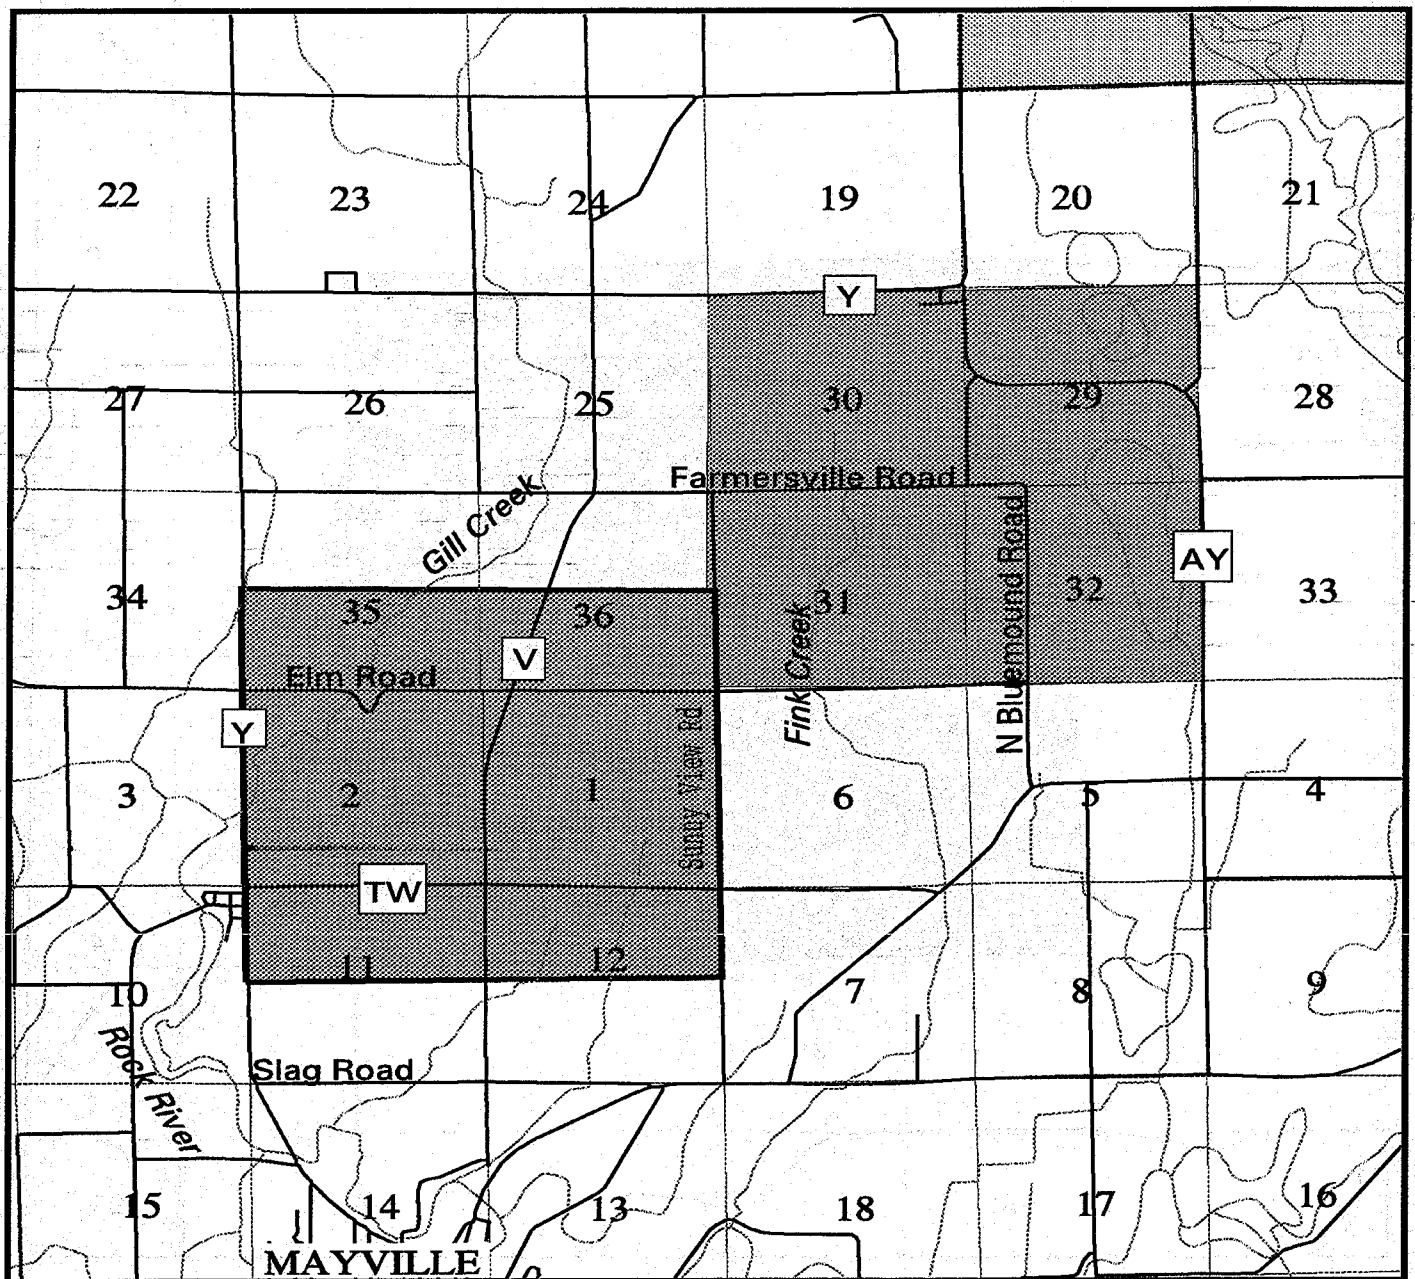 22 23 24 19 20 21
Y
27 26 25 30 29 28
Farmersville Road
Gill Creek
N Bluemound Road
AY
34 35 36 31 32 33
Fink Creek
V
Elm Road
Y
Sunny View Rd
3 2 1 6 5 4
TW
11 12
10 7 8 9
Rock River
Slag Road
15 14 13 18 17 16
MAYVILLE